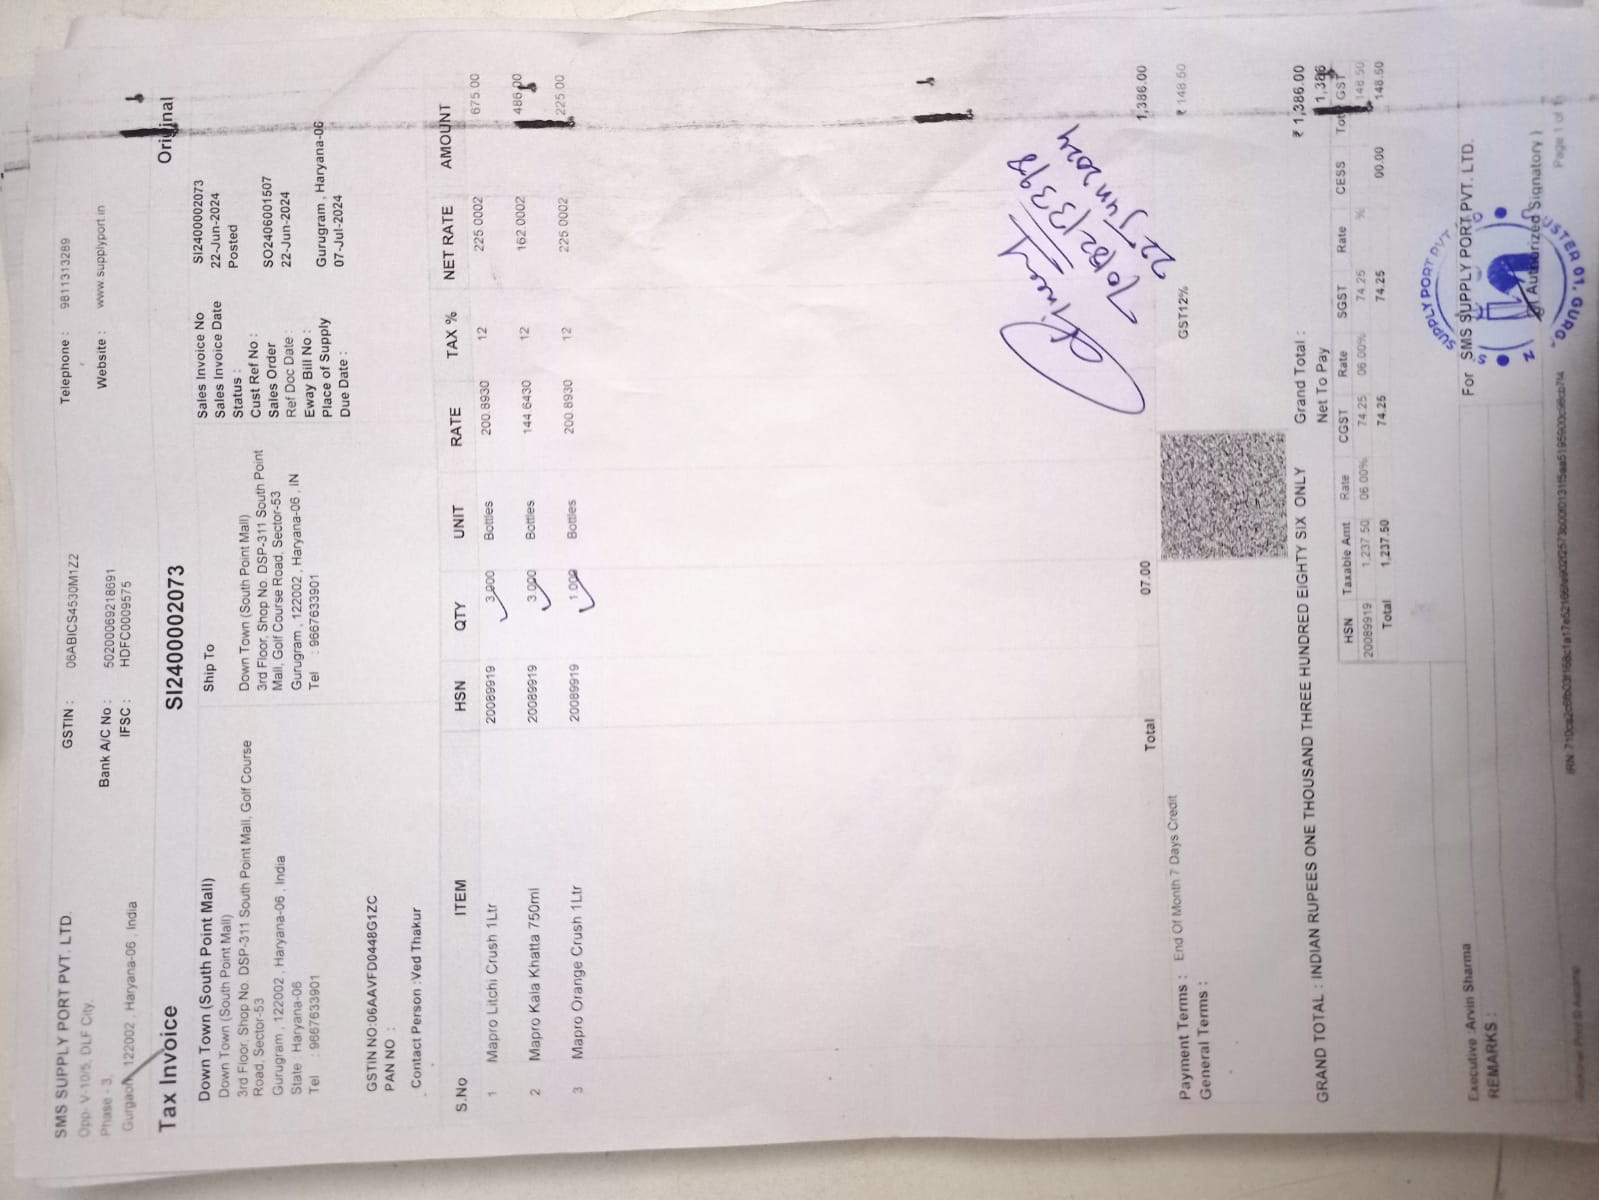 SMS SUPPLY PORT PVT. LTD.
Opp- V-10/5, DLF City,
Phase - 3,
Gurgaon, 122002 , Haryana-06 , India
GSTIN : 06ABICS4530M1Z2
Bank A/C No : 50200069218691
IFSC : HDFC0009575
Telephone : 9811313289
Website : www.supplyport.in
Tax Invoice SI2400002073 Original
Down Town (South Point Mall)
Down Town (South Point Mall)
3rd Floor, Shop No. DSP-311 South Point Mall, Golf Course
Road, Sector-53
Gurugram , 122002 , Haryana-06 , India
State : Haryana-06
Tel : 9667633901
GSTIN NO:06AAVFD0448G1ZC
PAN NO :
Contact Person :Ved Thakur
Ship To
Down Town (South Point Mall)
3rd Floor, Shop No. DSP-311 South Point
Mall, Golf Course Road, Sector-53
Gurugram , 122002 , Haryana-06 , IN
Tel : 9667633901
Sales Invoice No SI2400002073
Sales Invoice Date 22-Jun-2024
Status : Posted
Cust Ref No :
Sales Order SO2406001507
Ref Doc Date : 22-Jun-2024
Eway Bill No :
Place of Supply Gurugram , Haryana-06
Due Date : 07-Jul-2024
S.No ITEM HSN QTY UNIT RATE TAX % NET RATE AMOUNT
1 Mapro Litchi Crush 1Ltr 20089919 3.000 Bottles 200.8930 12 225.0002 675.00
2 Mapro Kala Khatta 750ml 20089919 3.000 Bottles 144.6430 12 162.0002 486.00
3 Mapro Orange Crush 1Ltr 20089919 1.000 Bottles 200.8930 12 225.0002 225.00
22 Jun 2024
Total 07.00 1,386.00
Payment Terms : End Of Month 7 Days Credit GST12% ₹ 148.50
General Terms :
GRAND TOTAL : INDIAN RUPEES ONE THOUSAND THREE HUNDRED EIGHTY SIX ONLY
Grand Total : ₹ 1,386.00
Net To Pay 1,386
HSN Taxable Amt Rate CGST Rate SGST Rate CESS Total GST
20089919 1,237.50 06.00% 74.25 06.00% 74.25 % 148.50
Total 1,237.50 74.25 74.25 00.00 148.50
Executive :Arvin Sharma
REMARKS :
For SMS SUPPLY PORT PVT. LTD.
SUPPLY PORT PVT
( Authorized Signatory )
Page 1 of